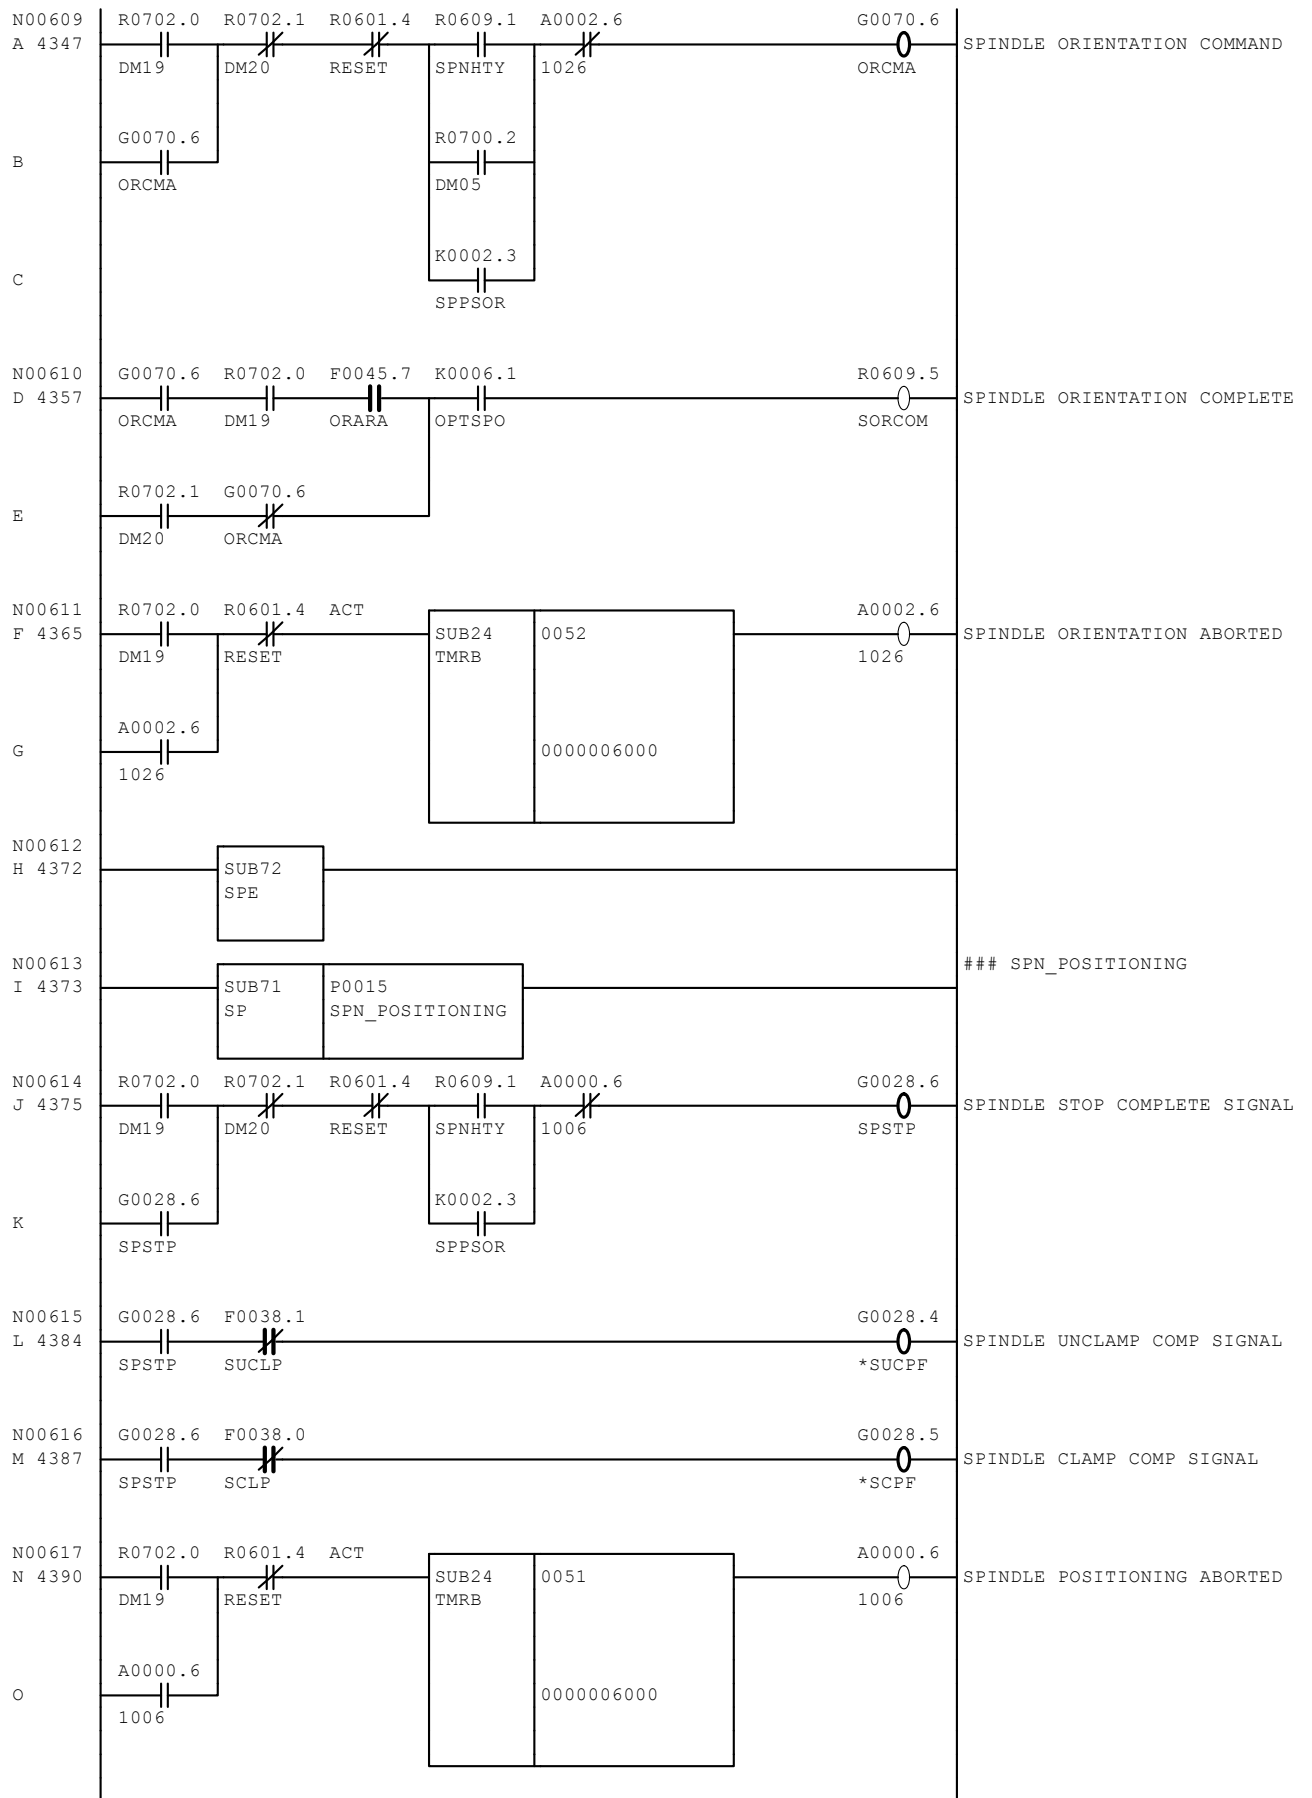 N00609 R0702.0 R0702.1 R0601.4 R0609.1 A0002.6 G0070.6
A 4347 SPINDLE ORIENTATION COMMAND
DM19 DM20 RESET SPNHTY 1026 ORCMA
G0070.6 R0700.2
B
ORCMA DM05
K0002.3
C
SPPSOR
N00610 G0070.6 R0702.0 F0045.7 K0006.1 R0609.5
D 4357 SPINDLE ORIENTATION COMPLETE
ORCMA DM19 ORARA OPTSPO SORCOM
R0702.1 G0070.6
E
DM20 ORCMA
N00611 R0702.0 R0601.4 ACT A0002.6
F 4365 SUB24 0052 SPINDLE ORIENTATION ABORTED
DM19 RESET TMRB 1026
A0002.6
G 0000006000
1026
N00612
H 4372 SUB72
SPE
N00613 ### SPN_POSITIONING
I 4373 SUB71 P0015
SP SPN_POSITIONING
N00614 R0702.0 R0702.1 R0601.4 R0609.1 A0000.6 G0028.6
J 4375 SPINDLE STOP COMPLETE SIGNAL
DM19 DM20 RESET SPNHTY 1006 SPSTP
G0028.6 K0002.3
K
SPSTP SPPSOR
N00615 G0028.6 F0038.1 G0028.4
L 4384 SPINDLE UNCLAMP COMP SIGNAL
SPSTP SUCLP *SUCPF
N00616 G0028.6 F0038.0 G0028.5
M 4387 SPINDLE CLAMP COMP SIGNAL
SPSTP SCLP *SCPF
N00617 R0702.0 R0601.4 ACT A0000.6
N 4390 SUB24 0051 SPINDLE POSITIONING ABORTED
DM19 RESET TMRB 1006
A0000.6
O 0000006000
1006